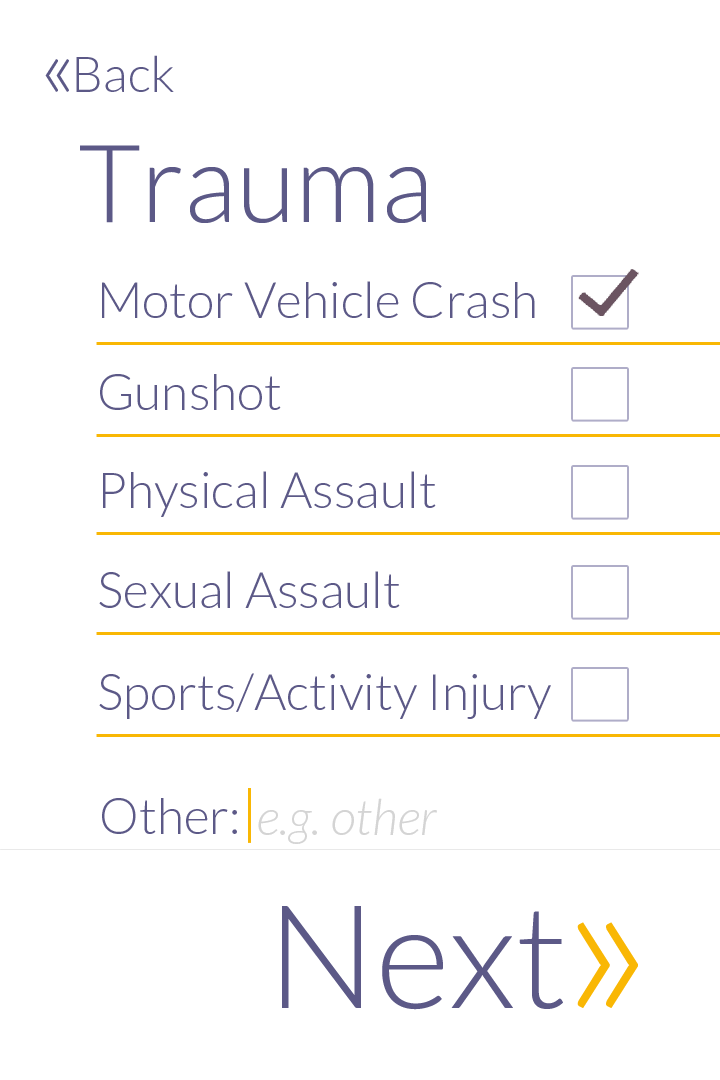 «Back
Trauma
Motor Vehicle Crash
Gunshot
Physical Assault
Sexual Assault
Sports/Activity Injury
Other: e.g. other
Next»